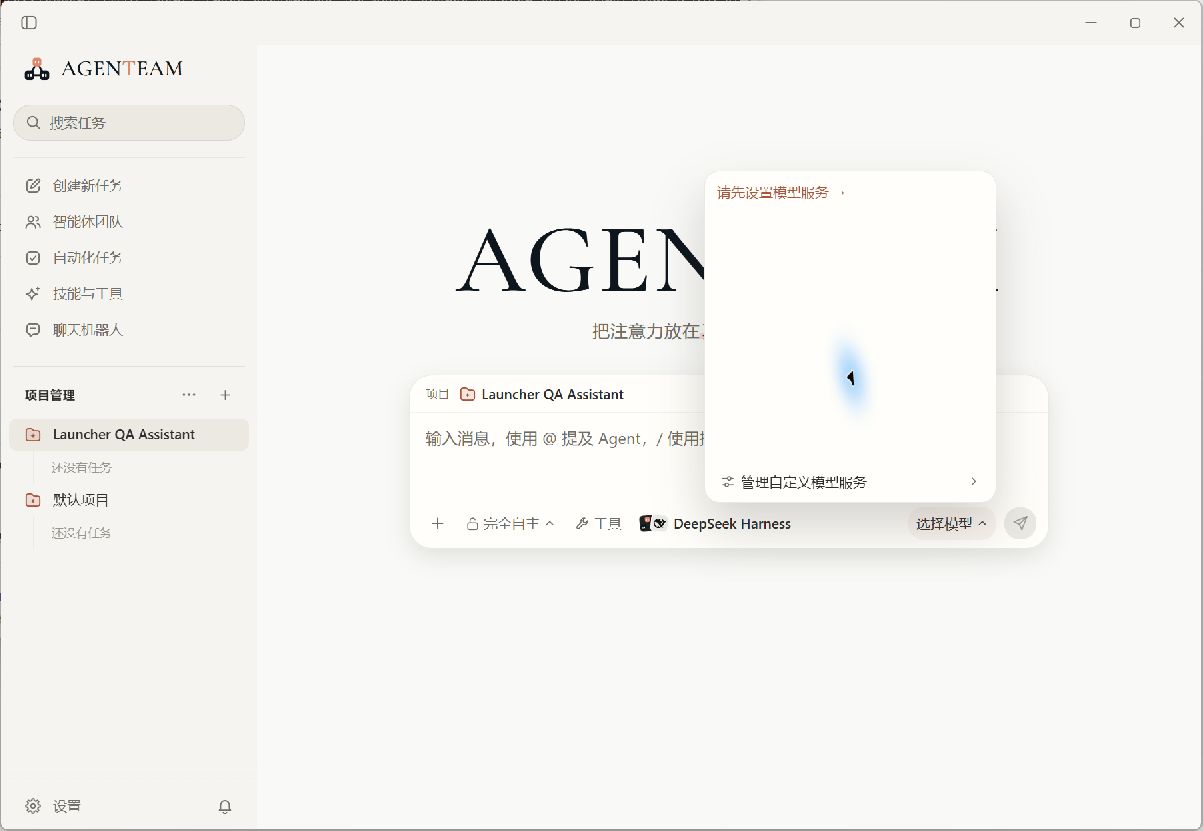 AGENTEAM
搜索任务
创建新任务
智能体团队
自动化任务
技能与工具
聊天机器人
项目管理
Launcher QA Assistant
还没有任务
默认项目
还没有任务
设置
AGEN
把注意力放在
项目 Launcher QA Assistant
输入消息，使用 @ 提及 Agent，/ 使用
完全自主 工具 DeepSeek Harness 选择模型
请先设置模型服务
管理自定义模型服务